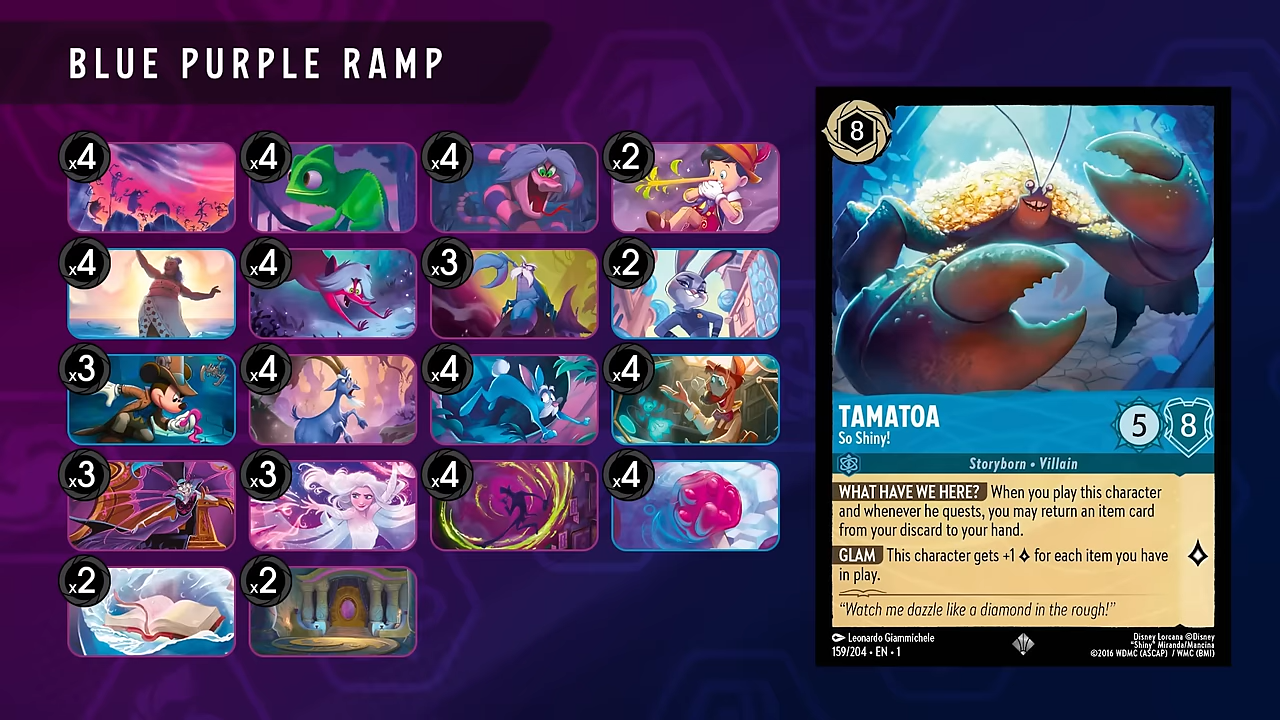 BLUE PURPLE RAMP
x4
x4
x4
x2
x4
x4
x3
x2
x3
x4
x4
x4
x3
x3
x4
x4
x2
x2
8
TAMATOA
So Shiny!
5
8
Storyborn • Villain
WHAT HAVE WE HERE? When you play this character
and whenever he quests, you may return an item card
from your discard to your hand.
GLAM This character gets +1 for each item you have
in play.
“Watch me dazzle like a diamond in the rough!”
Leonardo Giammichele
159/204 • EN • 1
Disney Lorcana ©Disney
"Shiny" Miranda/Mancina
©2016 WDMC (ASCAP) / WMC (BMI)